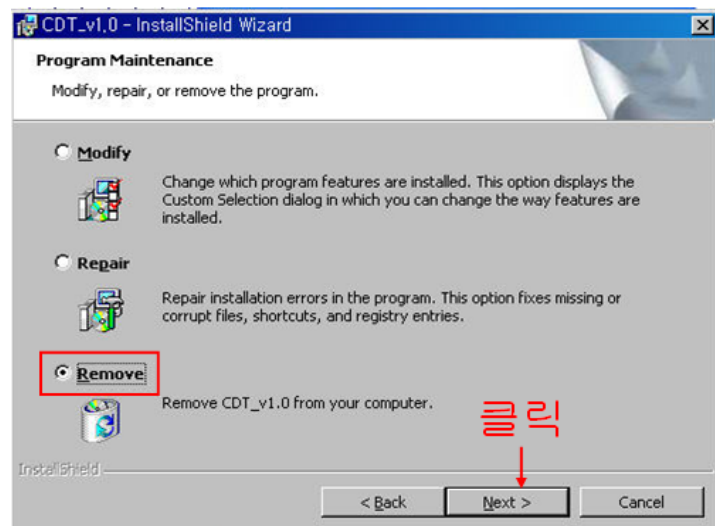 CDT_v1.0 - InstallShield Wizard
Program Maintenance
Modify, repair, or remove the program.
Modify
Change which program features are installed. This option displays the
Custom Selection dialog in which you can change the way features are
installed.
Repair
Repair installation errors in the program. This option fixes missing or
corrupt files, shortcuts, and registry entries.
Remove
Remove CDT_v1.0 from your computer.
클릭
InstallShield
< Back Next > Cancel